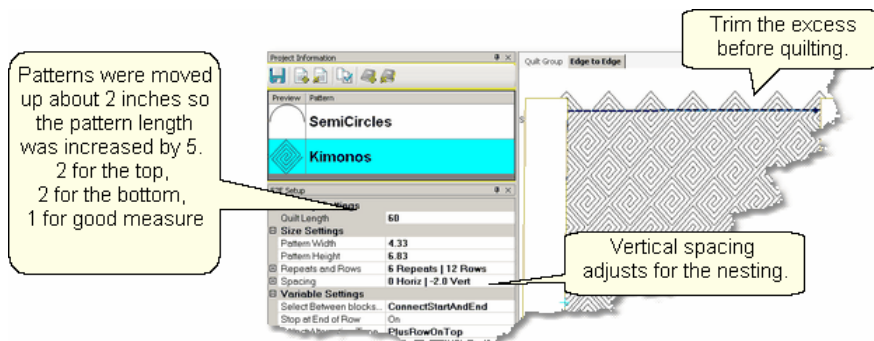 Patterns were moved
up about 2 inches so
the pattern length
was increased by 5.
2 for the top,
2 for the bottom,
1 for good measure
Trim the excess
before quilting.
Project Information
Preview Pattern
SemiCircles
Kimonos
Setup
Quilt Length 60
Size Settings
Pattern Width 4.33
Pattern Height 6.83
Repeats and Rows 6 Repeats | 12 Rows
Spacing 0 Horiz | -2.0 Vert
Variable Settings
Select Between blocks... ConnectStartAndEnd
Stop at End of Row On
PlusRowOnTop
Quilt Group Edge to Edge
Vertical spacing
adjusts for the nesting.